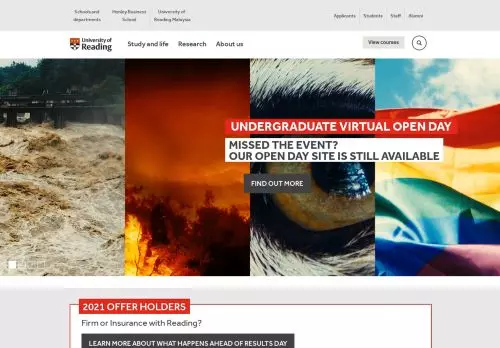 Schools and departments
Henley Business School
University of Reading Malaysia
Applicants
Students
Staff
Alumni
University of Reading
Study and life
Research
About us
View courses
UNDERGRADUATE VIRTUAL OPEN DAY
MISSED THE EVENT?
OUR OPEN DAY SITE IS STILL AVAILABLE
FIND OUT MORE
2021 OFFER HOLDERS
Firm or Insurance with Reading?
LEARN MORE ABOUT WHAT HAPPENS AHEAD OF RESULTS DAY